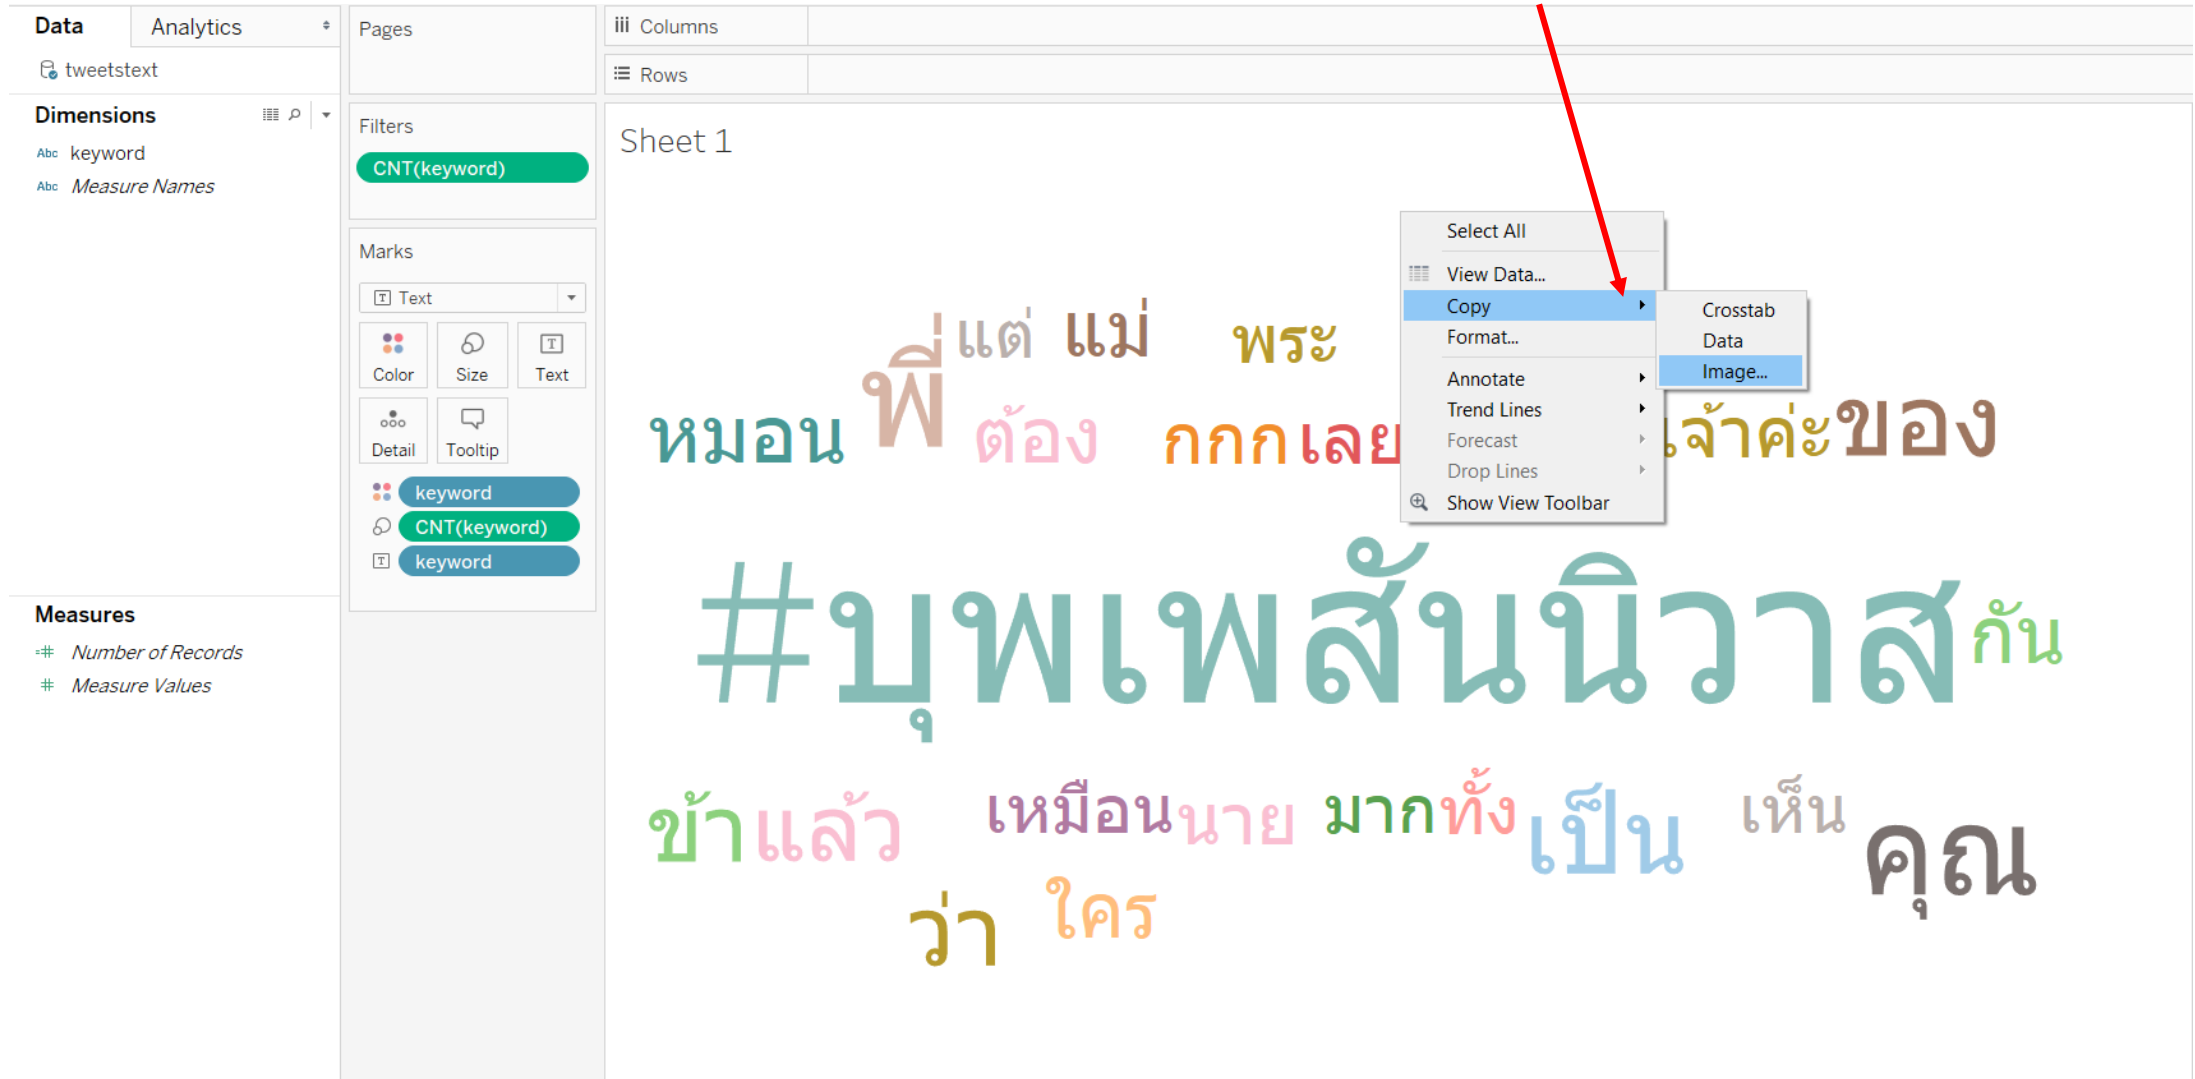 Data Analytics
tweetstext
Dimensions
Abc keyword
Abc Measure Names
Measures
=# Number of Records
# Measure Values
Pages
Filters
CNT(keyword)
Marks
T Text
Color Size Text
Detail Tooltip
keyword
CNT(keyword)
keyword
iii Columns
Rows
Sheet 1
Select All
View Data...
Copy
Format...
Annotate
Trend Lines
Forecast
Drop Lines
Show View Toolbar
Crosstab
Data
Image...
พี่ แต่ แม่ พระ
หมอน ต้อง กกก เลย เจ้าค่ะ ของ
#บุพเพสันนิวาส กัน
ข้า แล้ว เหมือน นาย มาก ทั้ง เป็น เห็น คุณ
ว่า ใคร